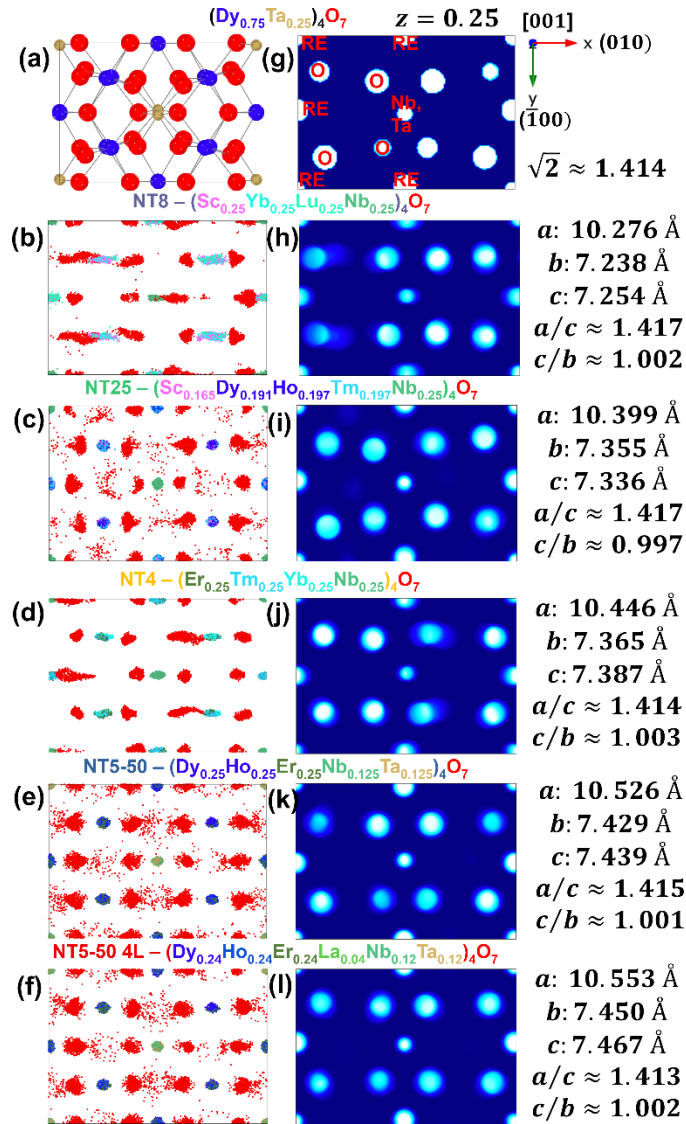 (Dy0.75Ta0.25)4O7 z = 0.25 [001]
(a) (g) x (010)
RE RE
O O
RE Nb, Ta
O O
RE RE
y (1̄00)
√2 ≈ 1.414
NT8 – (Sc0.25Yb0.25Lu0.25Nb0.25)4O7
(b) (h)
a: 10.276 Å
b: 7.238 Å
c: 7.254 Å
a/c ≈ 1.417
c/b ≈ 1.002
NT25 – (Sc0.165Dy0.191Ho0.197Tm0.197Nb0.25)4O7
(c) (i)
a: 10.399 Å
b: 7.355 Å
c: 7.336 Å
a/c ≈ 1.417
c/b ≈ 0.997
NT4 – (Er0.25Tm0.25Yb0.25Nb0.25)4O7
(d) (j)
a: 10.446 Å
b: 7.365 Å
c: 7.387 Å
a/c ≈ 1.414
c/b ≈ 1.003
NT5-50 – (Dy0.25Ho0.25Er0.25Nb0.125Ta0.125)4O7
(e) (k)
a: 10.526 Å
b: 7.429 Å
c: 7.439 Å
a/c ≈ 1.415
c/b ≈ 1.001
NT5-50 4L – (Dy0.24Ho0.24Er0.24La0.04Nb0.12Ta0.12)4O7
(f) (l)
a: 10.553 Å
b: 7.450 Å
c: 7.467 Å
a/c ≈ 1.413
c/b ≈ 1.002